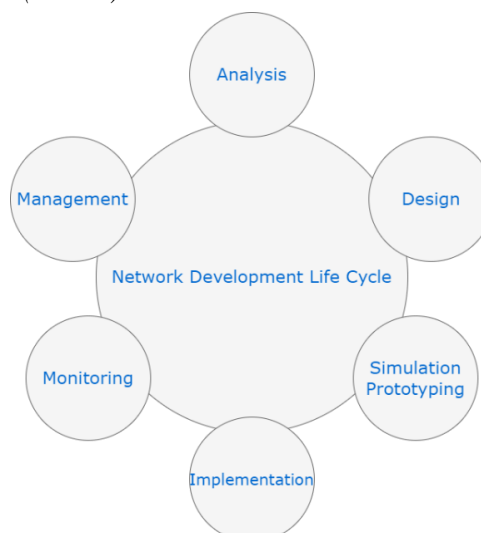 Analysis
Management
Design
Network Development Life Cycle
Monitoring
Simulation
Prototyping
Implementation